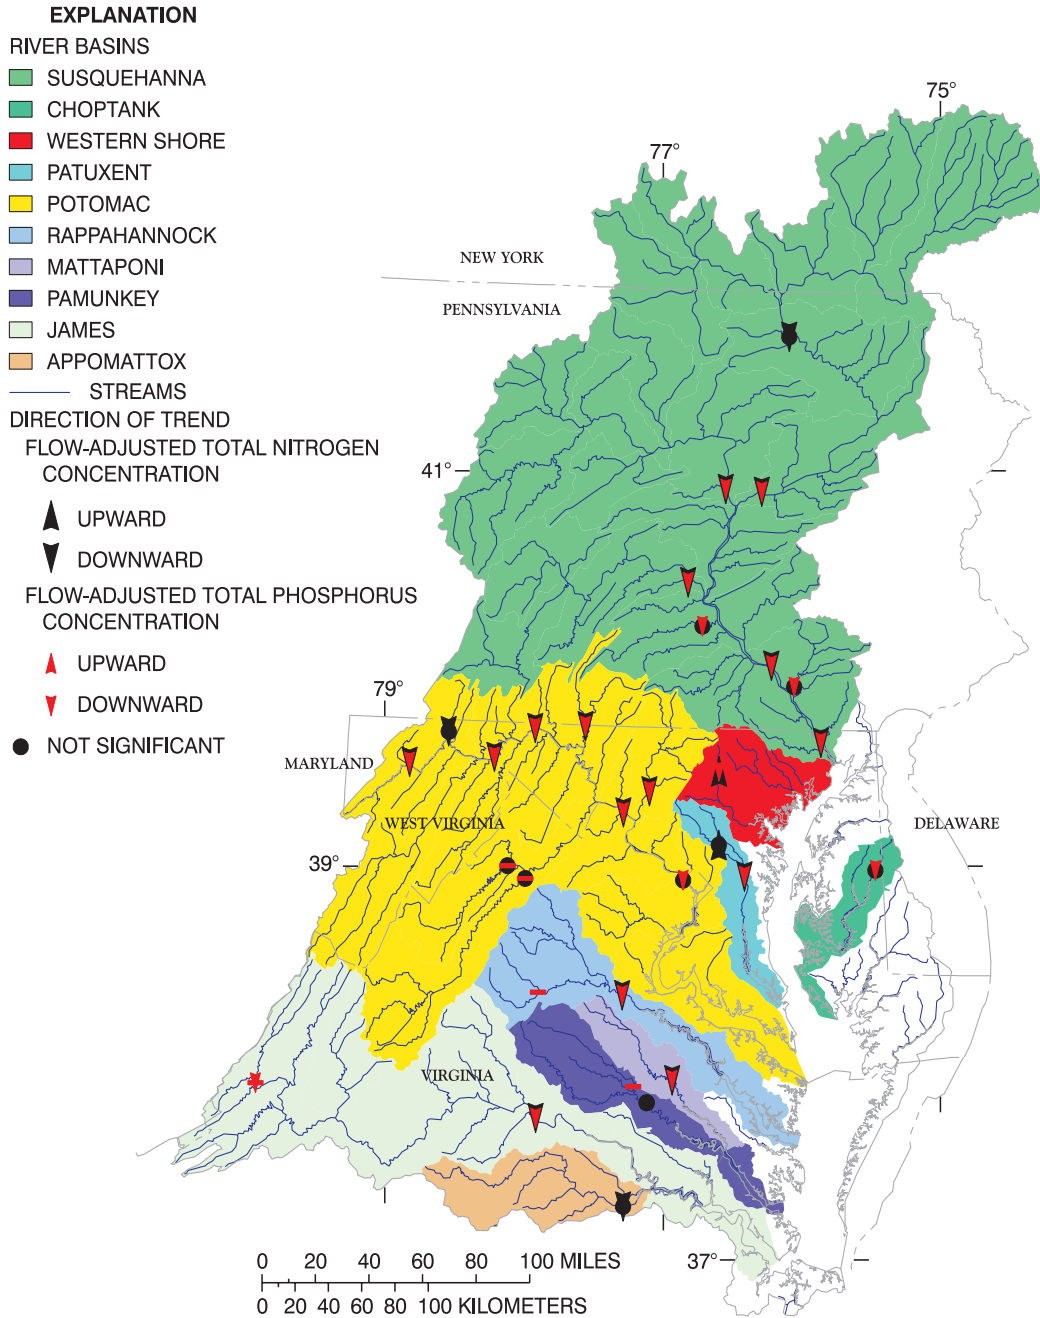 EXPLANATION
RIVER BASINS
SUSQUEHANNA
CHOPTANK
WESTERN SHORE
PATUXENT
POTOMAC
RAPPAHANNOCK
MATTAPONI
PAMUNKEY
JAMES
APPOMATTOX
STREAMS
DIRECTION OF TREND
FLOW-ADJUSTED TOTAL NITROGEN
CONCENTRATION
UPWARD
DOWNWARD
FLOW-ADJUSTED TOTAL PHOSPHORUS
CONCENTRATION
UPWARD
DOWNWARD
NOT SIGNIFICANT
75°
77°
NEW YORK
PENNSYLVANIA
41°
79°
MARYLAND
WEST VIRGINIA
DELAWARE
39°
VIRGINIA
37°
0 20 40 60 80 100 MILES
0 20 40 60 80 100 KILOMETERS